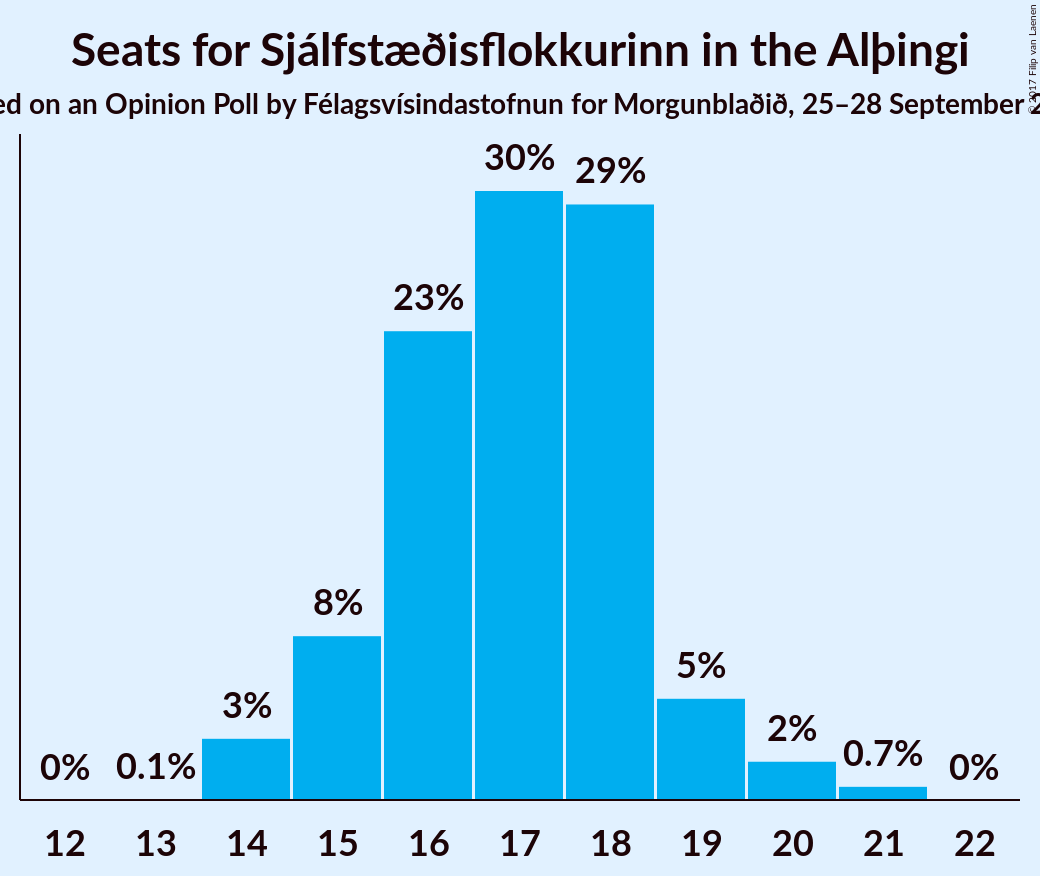 Seats for Sjálfstæðisflokkurinn in the Alþingi
ed on an Opinion Poll by Félagsvísindastofnun for Morgunblaðið, 25–28 September 2
© 2017 Filip van Laenen
30%
29%
23%
8%
5%
3%
2%
0.7%
0%
0.1%
0%
12 13 14 15 16 17 18 19 20 21 22